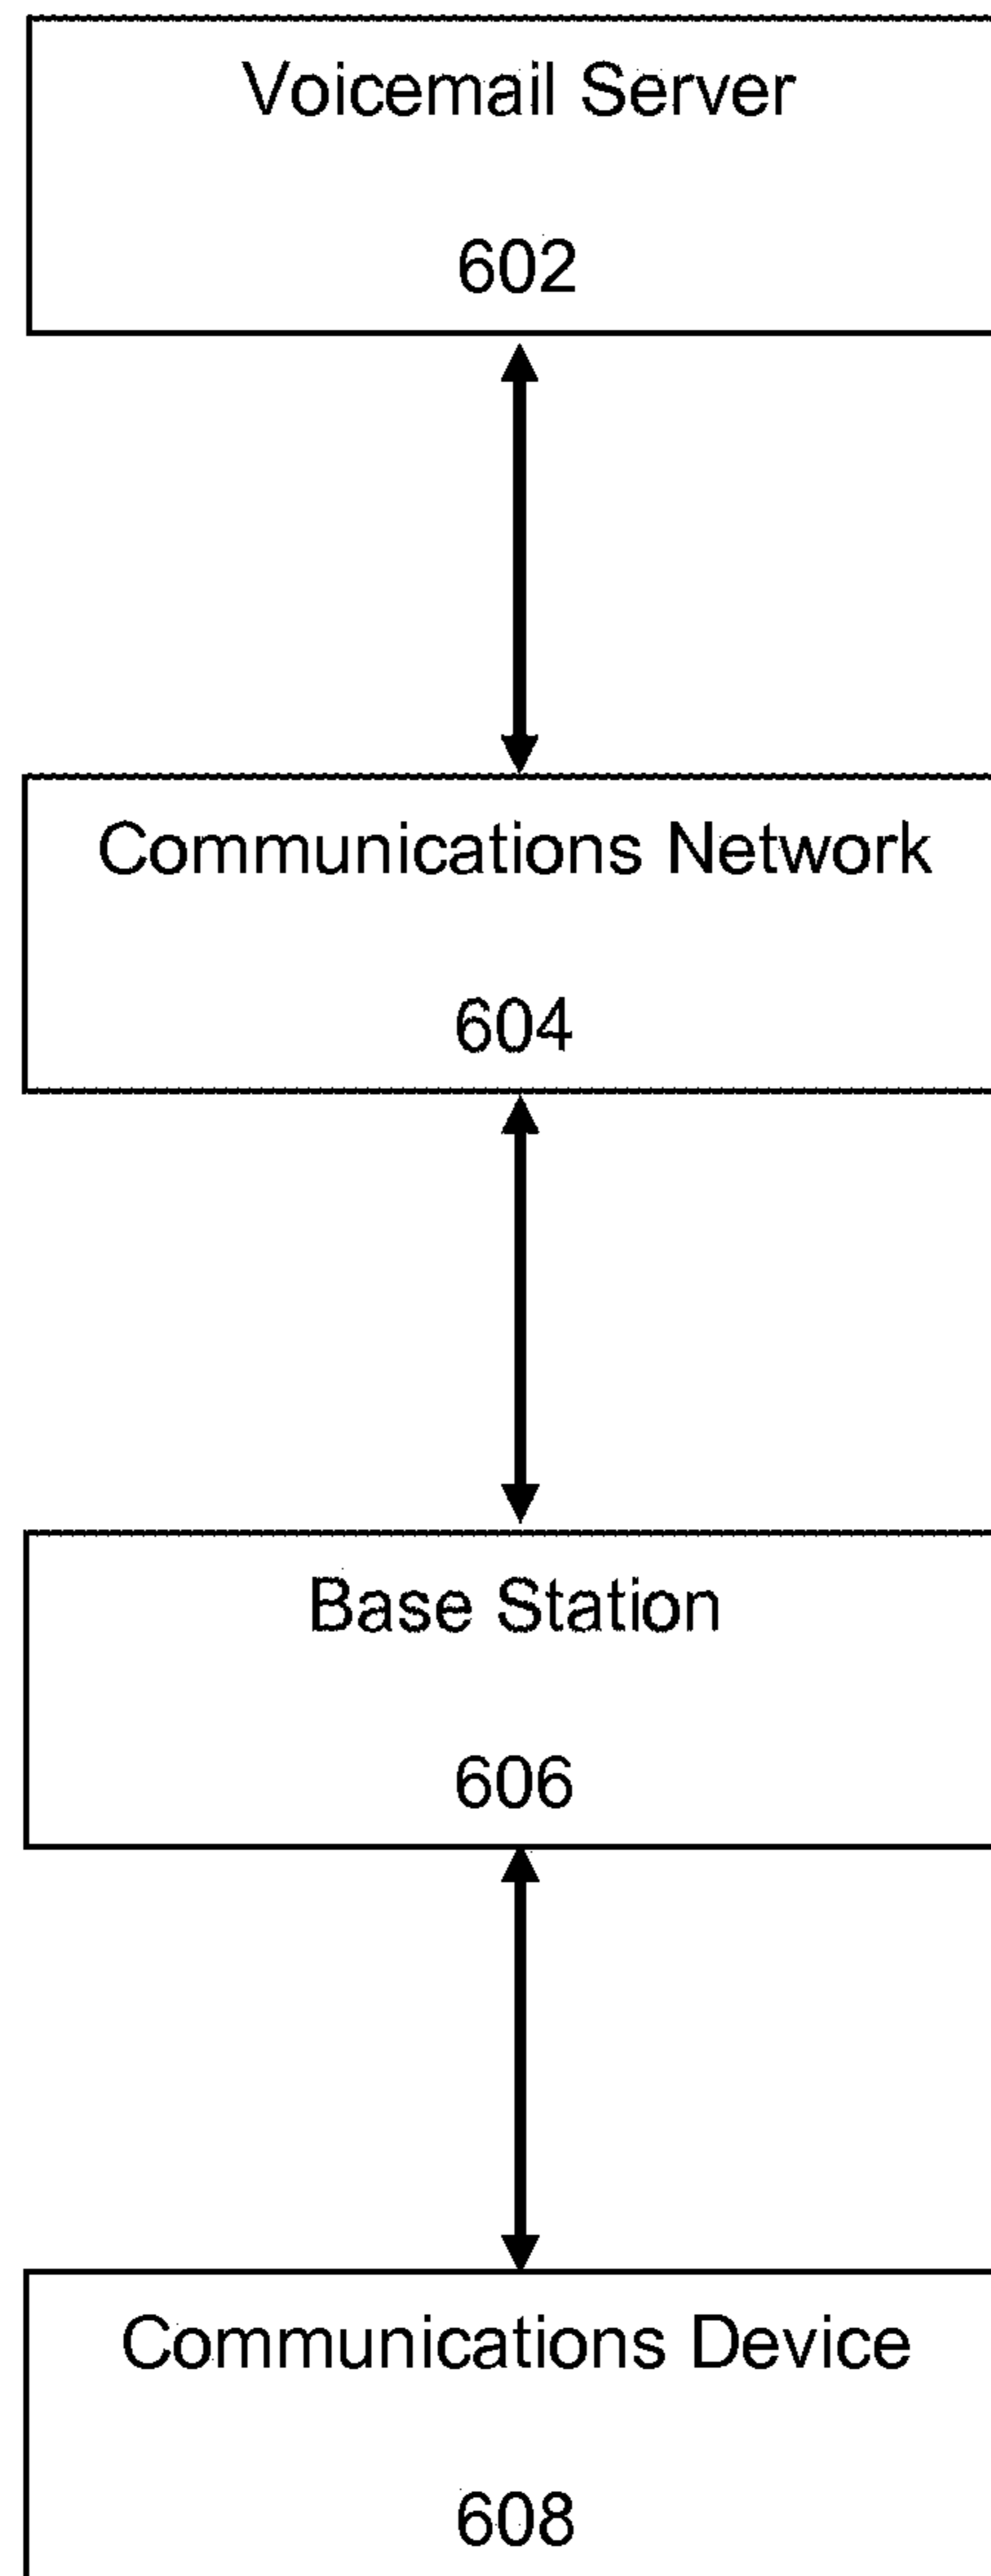 Voicemail Server
602
Communications Network
604
Base Station
606
Communications Device
608